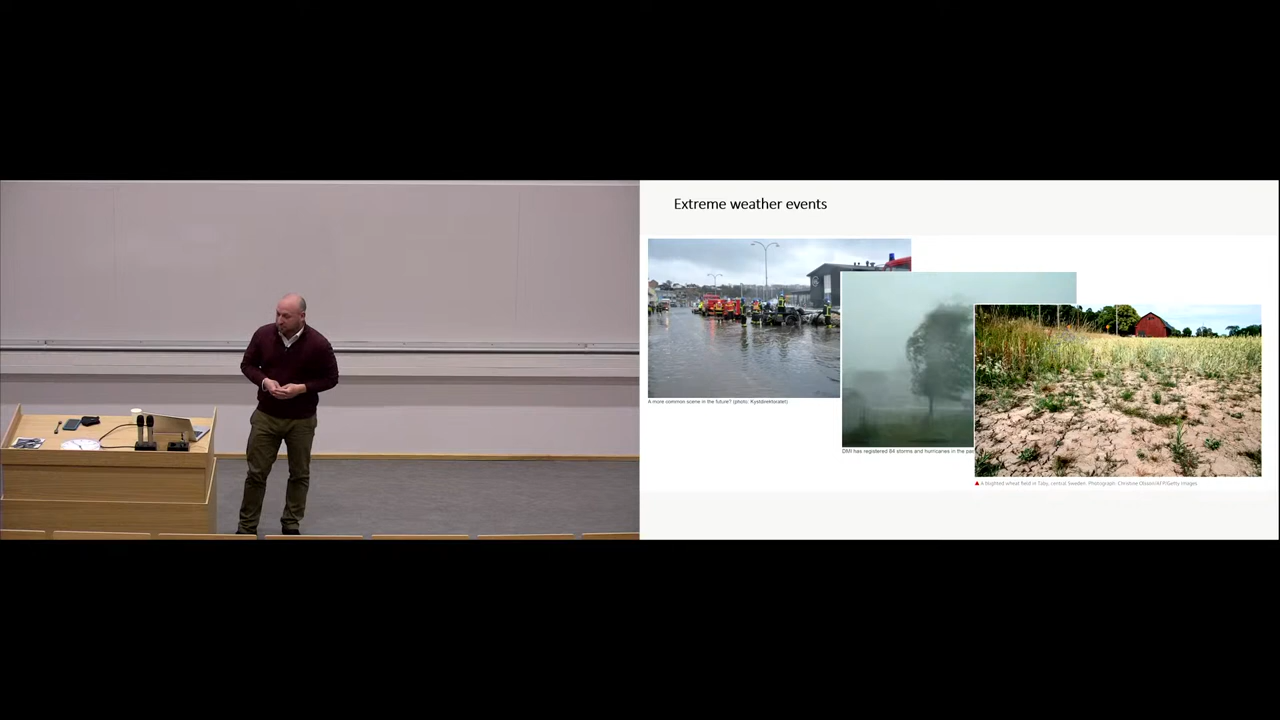 Extreme weather events
A more common scene in the future? (photo: Kystdirektoratet)
DMI has registered 84 storms and hurricanes in the pas
A blighted wheat field in Täby, central Sweden. Photograph: Christine Olsson/AFP/Getty Images